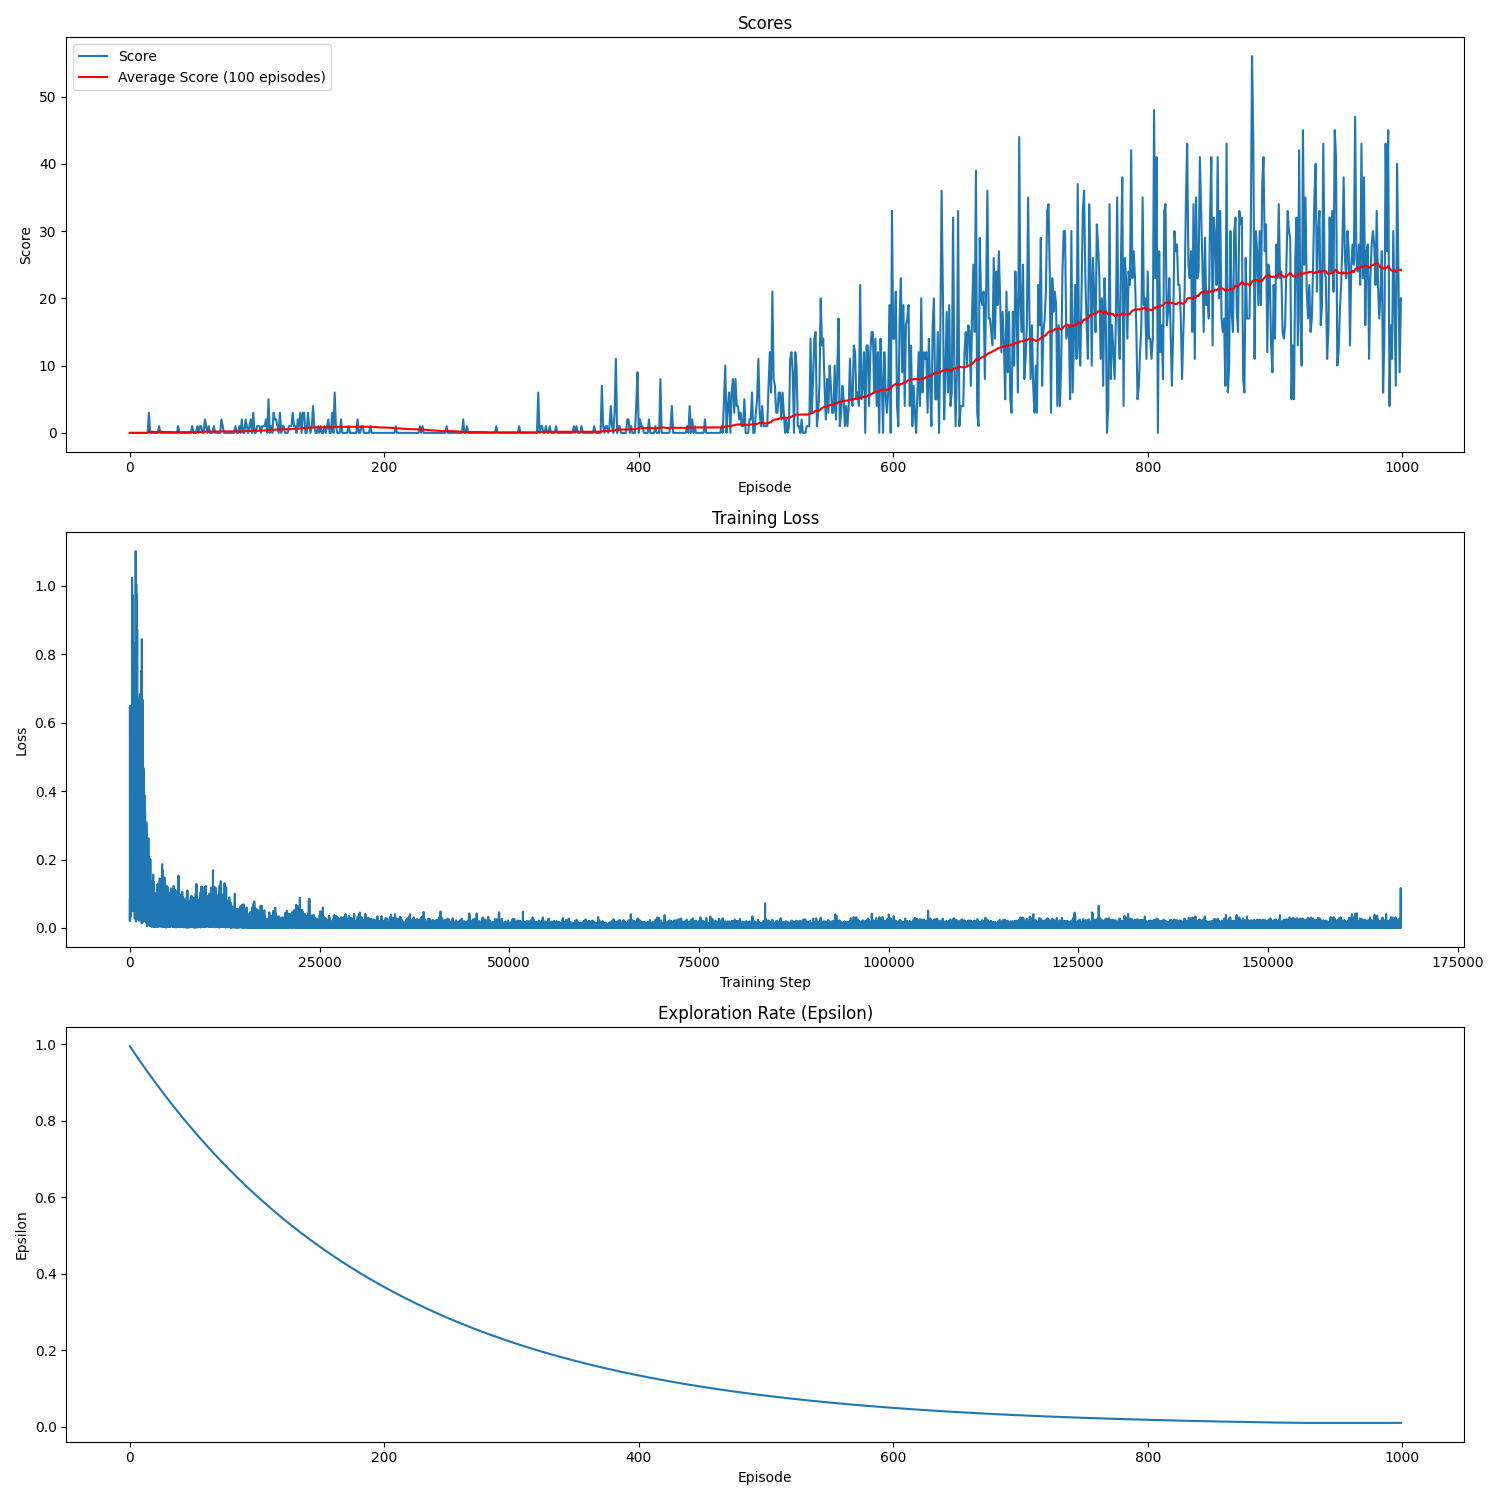 Scores
Score
Average Score (100 episodes)
50
40
30
20
10
0
Score
0 200 400 600 800 1000
Episode
Training Loss
1.0
0.8
0.6
0.4
0.2
0.0
Loss
0 25000 50000 75000 100000 125000 150000 175000
Training Step
Exploration Rate (Epsilon)
1.0
0.8
0.6
0.4
0.2
0.0
Epsilon
0 200 400 600 800 1000
Episode